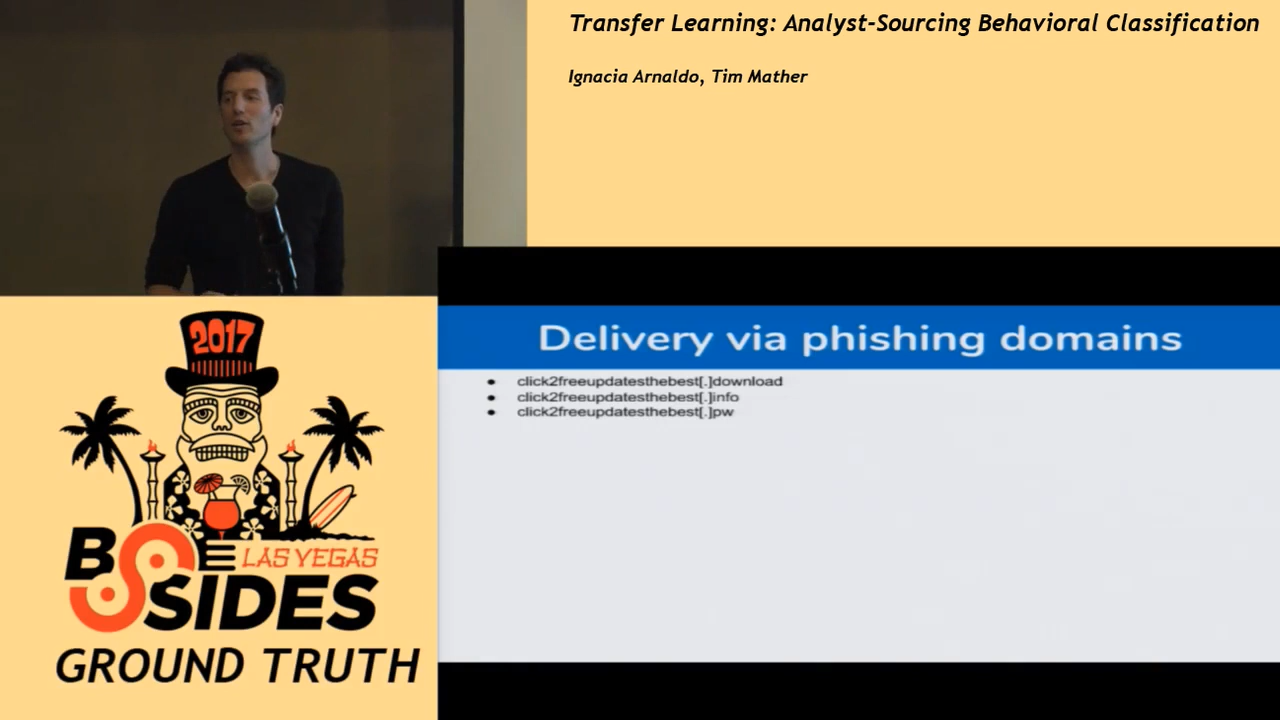 Transfer Learning: Analyst-Sourcing Behavioral Classification
Ignacia Arnaldo, Tim Mather
Delivery via phishing domains
click2freeupdatesthebest[.]download
click2freeupdatesthebest[.]info
click2freeupdatesthebest[.]pw
2017
BSIDES
LAS VEGAS
GROUND TRUTH